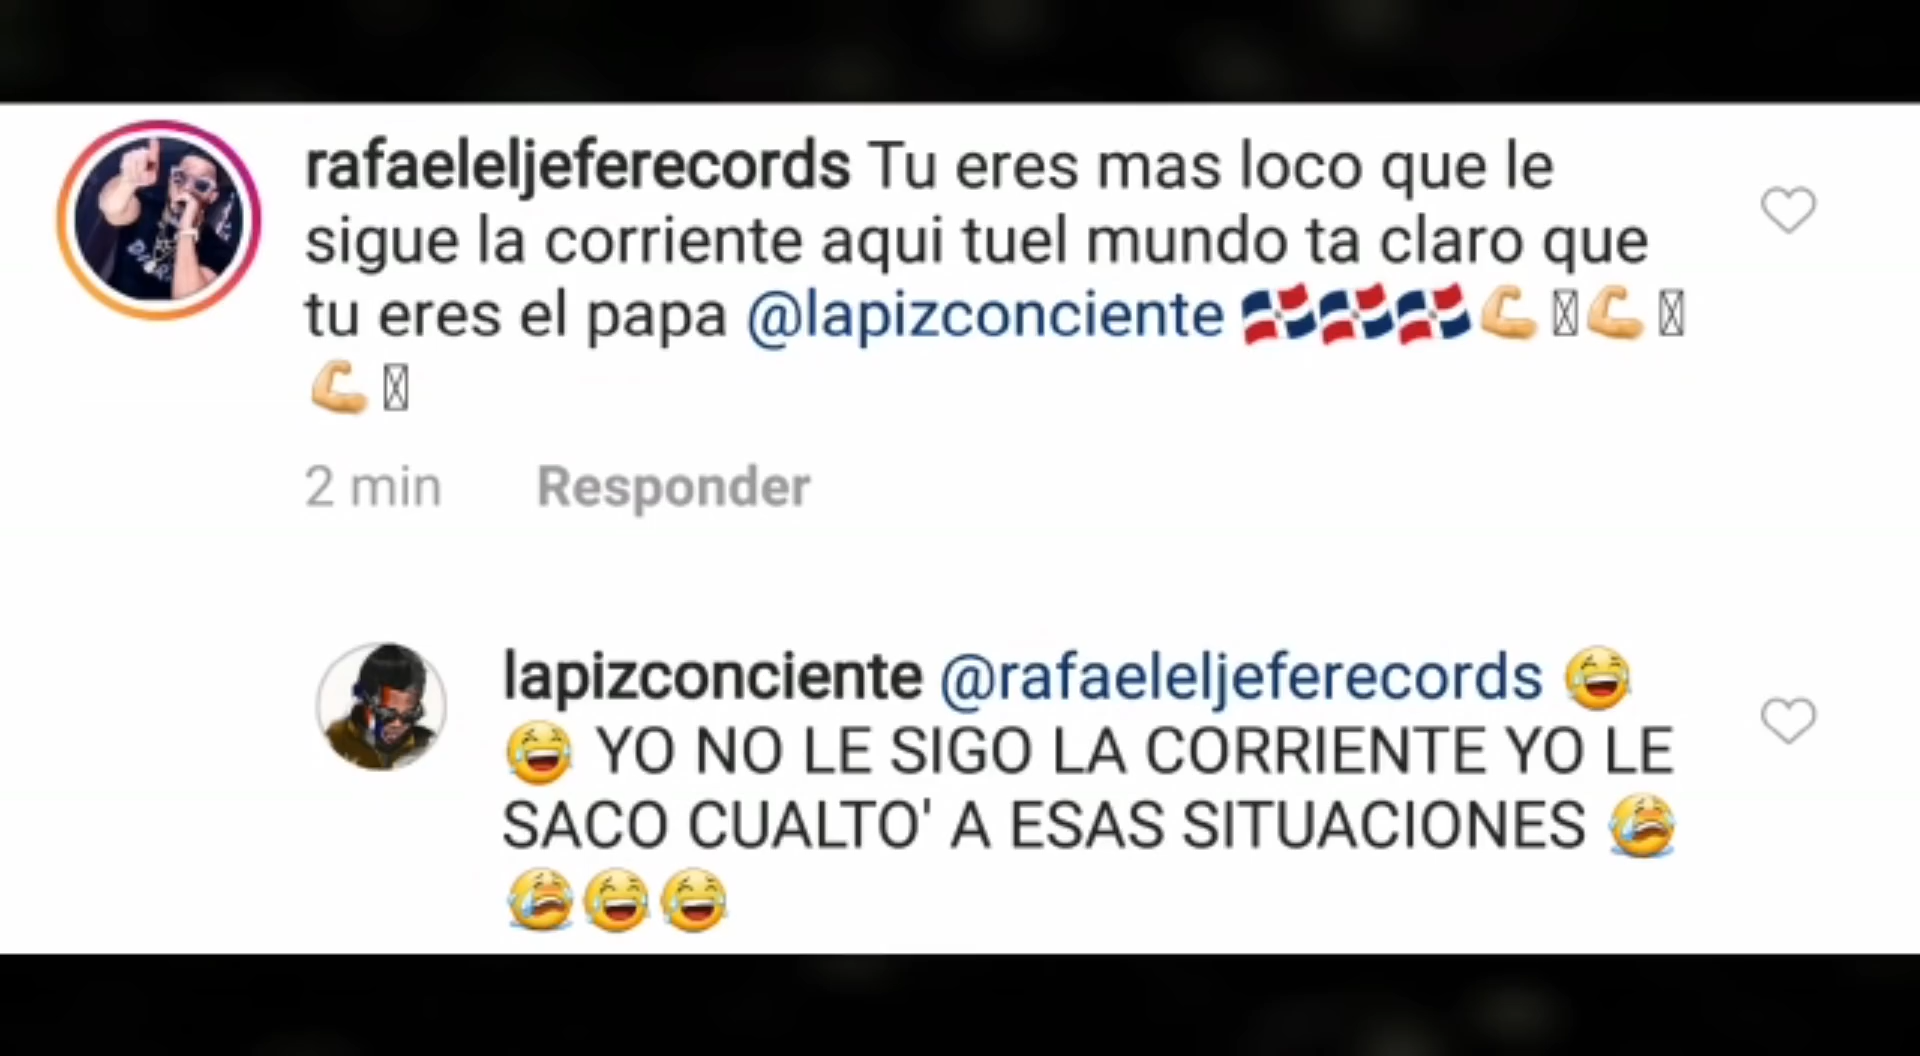 rafaeleljeferecords Tu eres mas loco que le
sigue la corriente aqui tuel mundo ta claro que
tu eres el papa @lapizconciente 🇩🇴🇩🇴🇩🇴💪🏼💪🏼
💪🏼
2 min Responder
lapizconciente @rafaeleljeferecords 😂
😂 YO NO LE SIGO LA CORRIENTE YO LE
SACO CUALTO' A ESAS SITUACIONES 😭
😭😂😂